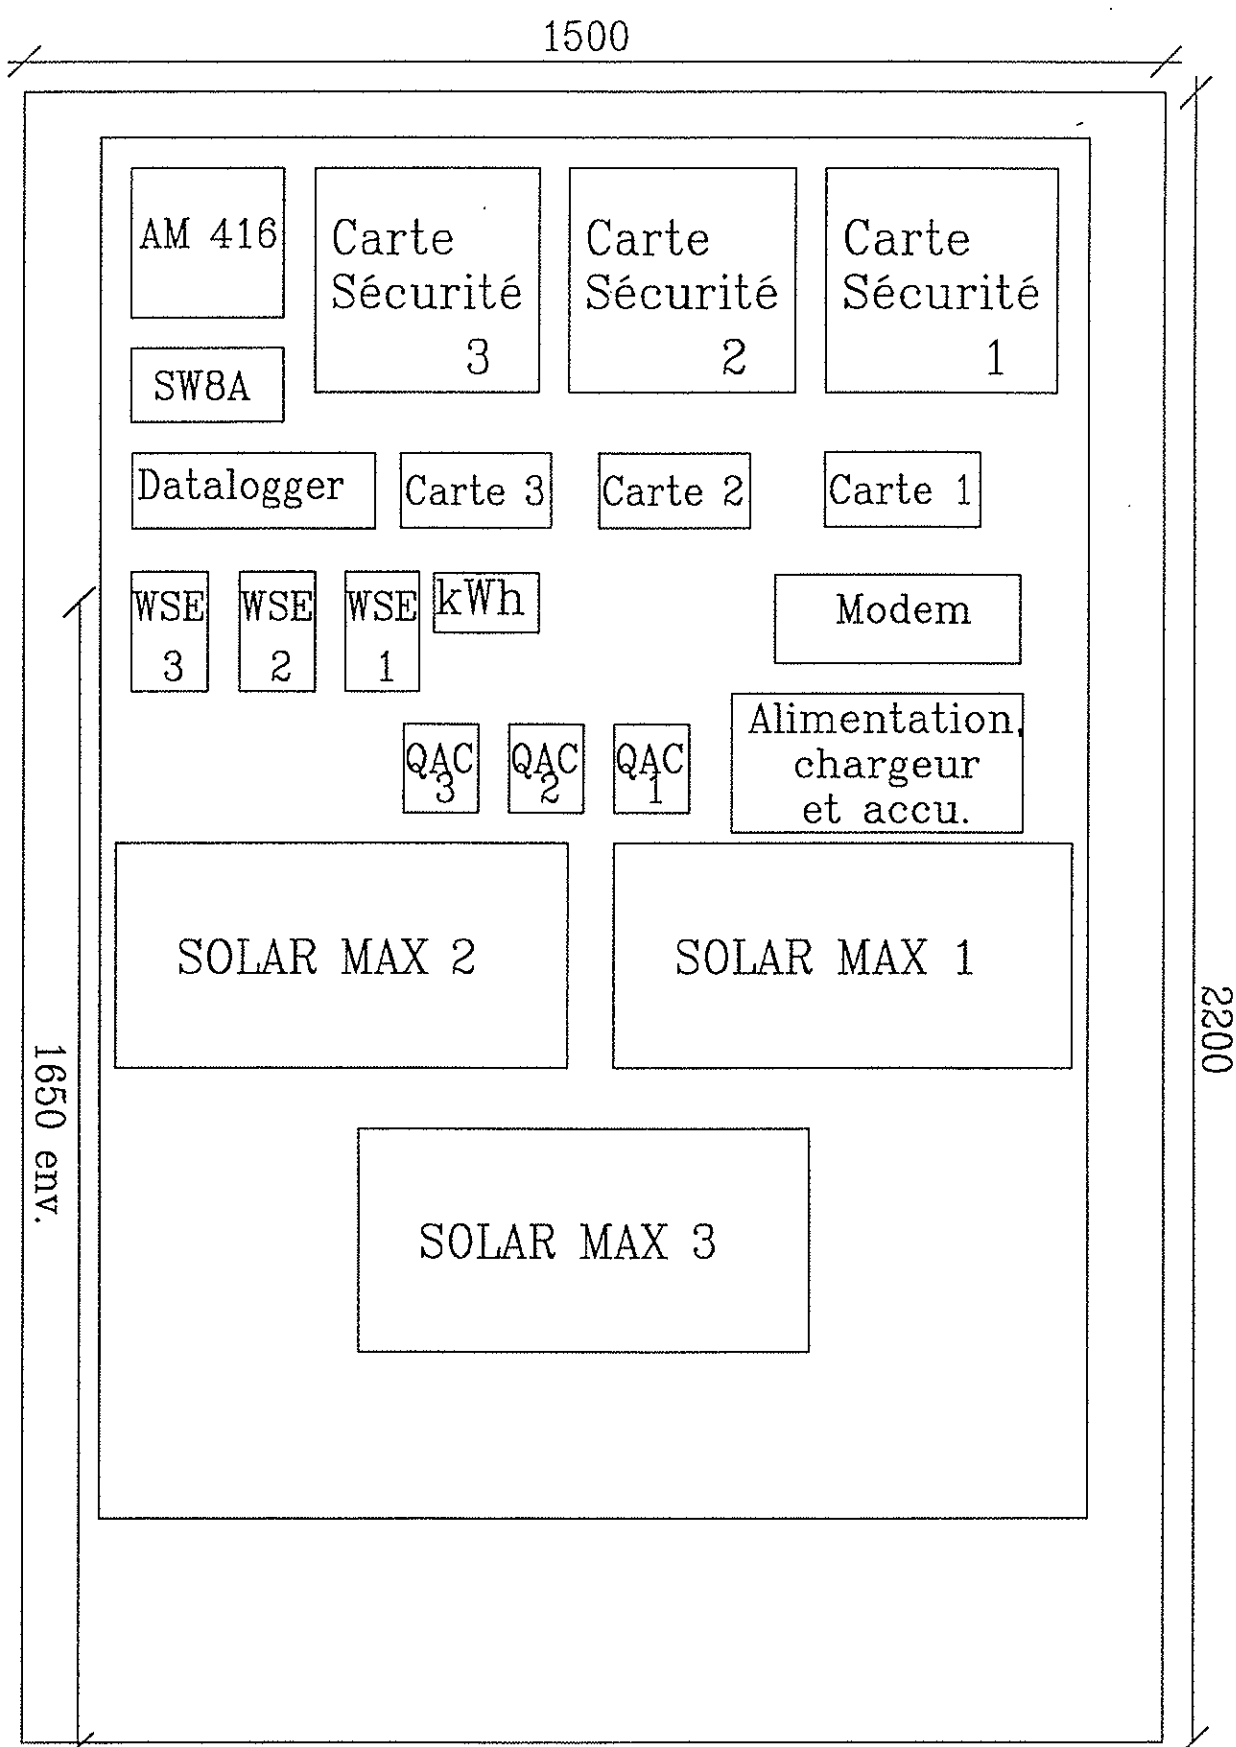 1500
AM 416
Carte
Sécurité
3
Carte
Sécurité
2
Carte
Sécurité
1
SW8A
Datalogger
Carte 3
Carte 2
Carte 1
WSE
3
WSE
2
WSE
1
kWh
Modem
QAC
3
QAC
2
QAC
1
Alimentation,
chargeur
et accu.
SOLAR MAX 2
SOLAR MAX 1
2200
1650 env.
SOLAR MAX 3